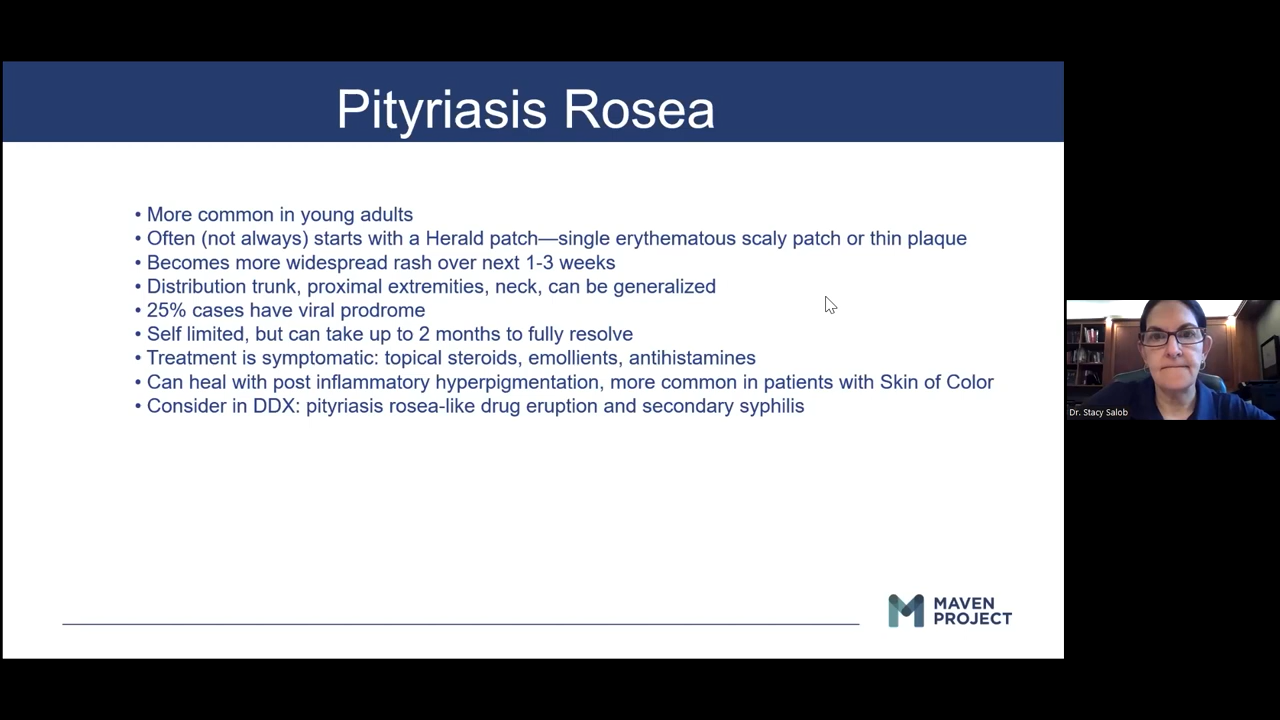 Pityriasis Rosea
• More common in young adults
• Often (not always) starts with a Herald patch—single erythematous scaly patch or thin plaque
• Becomes more widespread rash over next 1-3 weeks
• Distribution trunk, proximal extremities, neck, can be generalized
• 25% cases have viral prodrome
• Self limited, but can take up to 2 months to fully resolve
• Treatment is symptomatic: topical steroids, emollients, antihistamines
• Can heal with post inflammatory hyperpigmentation, more common in patients with Skin of Color
• Consider in DDX: pityriasis rosea-like drug eruption and secondary syphilis
Dr. Stacy Salob
MAVEN
PROJECT